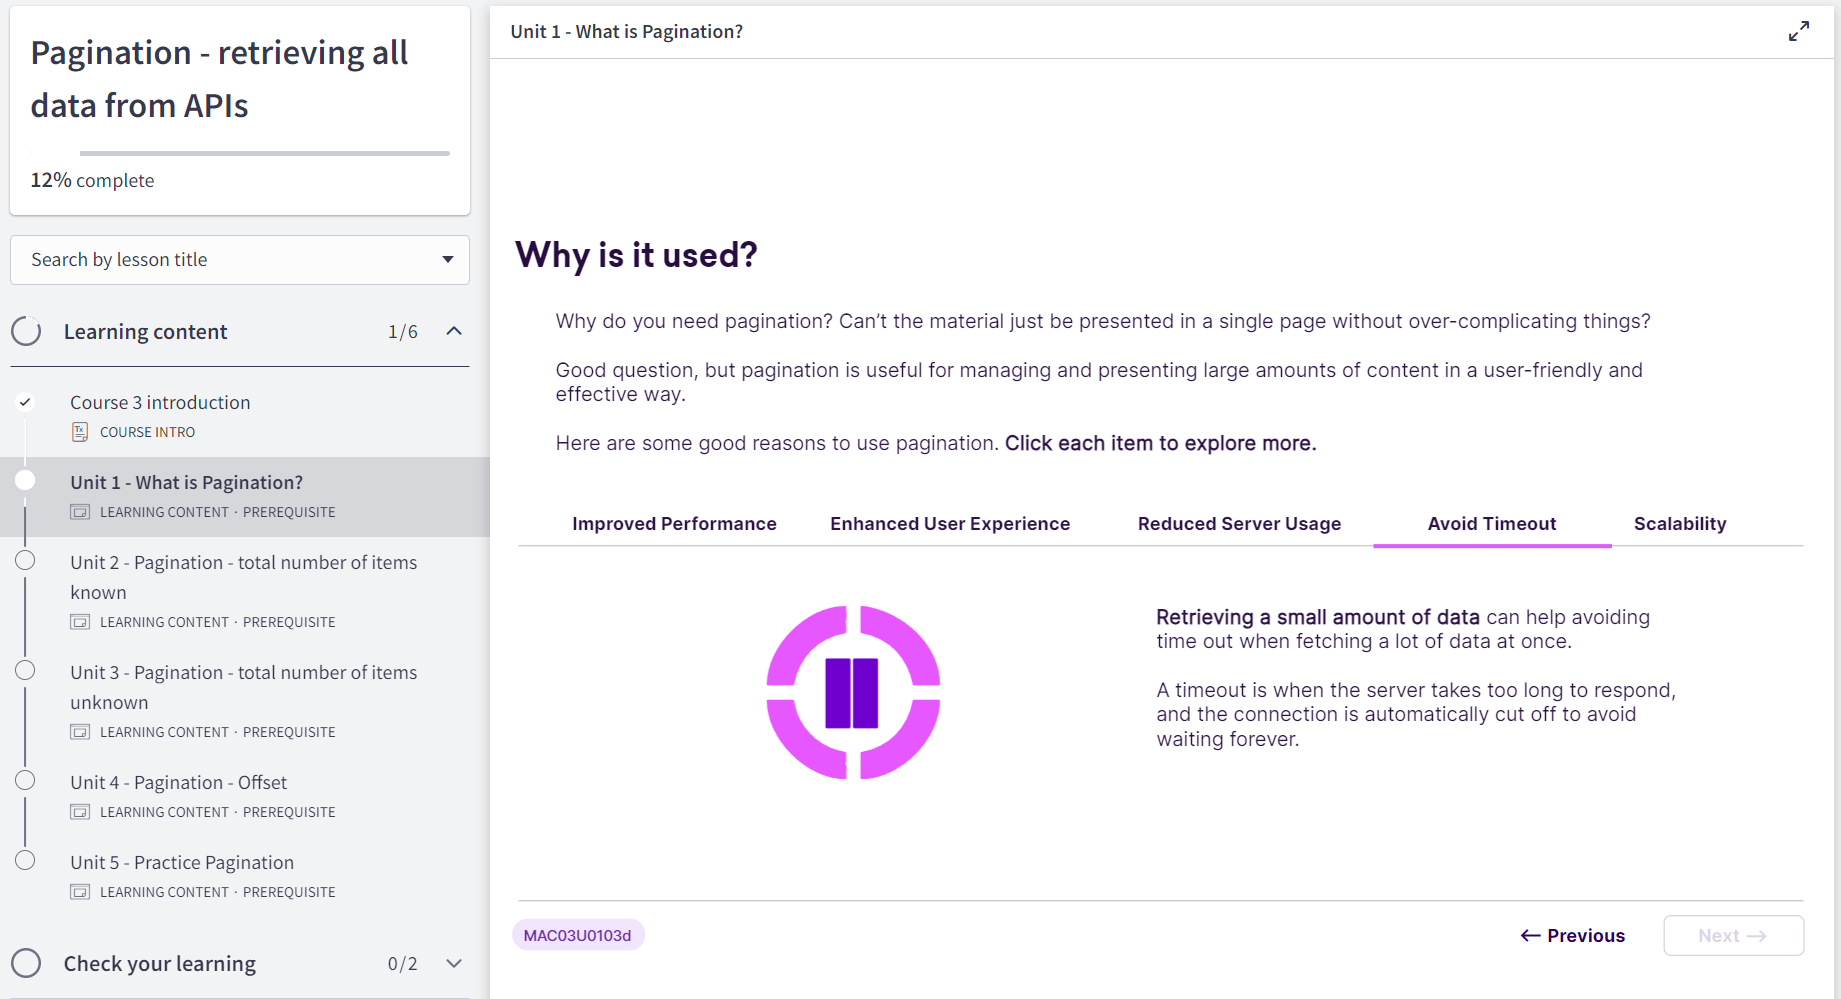 Pagination - retrieving all
data from APIs
12% complete
Search by lesson title
Learning content 1/6
Course 3 introduction
COURSE INTRO
Unit 1 - What is Pagination?
LEARNING CONTENT · PREREQUISITE
Unit 2 - Pagination - total number of items
known
LEARNING CONTENT · PREREQUISITE
Unit 3 - Pagination - total number of items
unknown
LEARNING CONTENT · PREREQUISITE
Unit 4 - Pagination - Offset
LEARNING CONTENT · PREREQUISITE
Unit 5 - Practice Pagination
LEARNING CONTENT · PREREQUISITE
Check your learning 0/2
Unit 1 - What is Pagination?
Why is it used?
Why do you need pagination? Can’t the material just be presented in a single page without over-complicating things?
Good question, but pagination is useful for managing and presenting large amounts of content in a user-friendly and
effective way.
Here are some good reasons to use pagination. Click each item to explore more.
Improved Performance Enhanced User Experience Reduced Server Usage Avoid Timeout Scalability
Retrieving a small amount of data can help avoiding
time out when fetching a lot of data at once.
A timeout is when the server takes too long to respond,
and the connection is automatically cut off to avoid
waiting forever.
MAC03U0103d
← Previous Next →